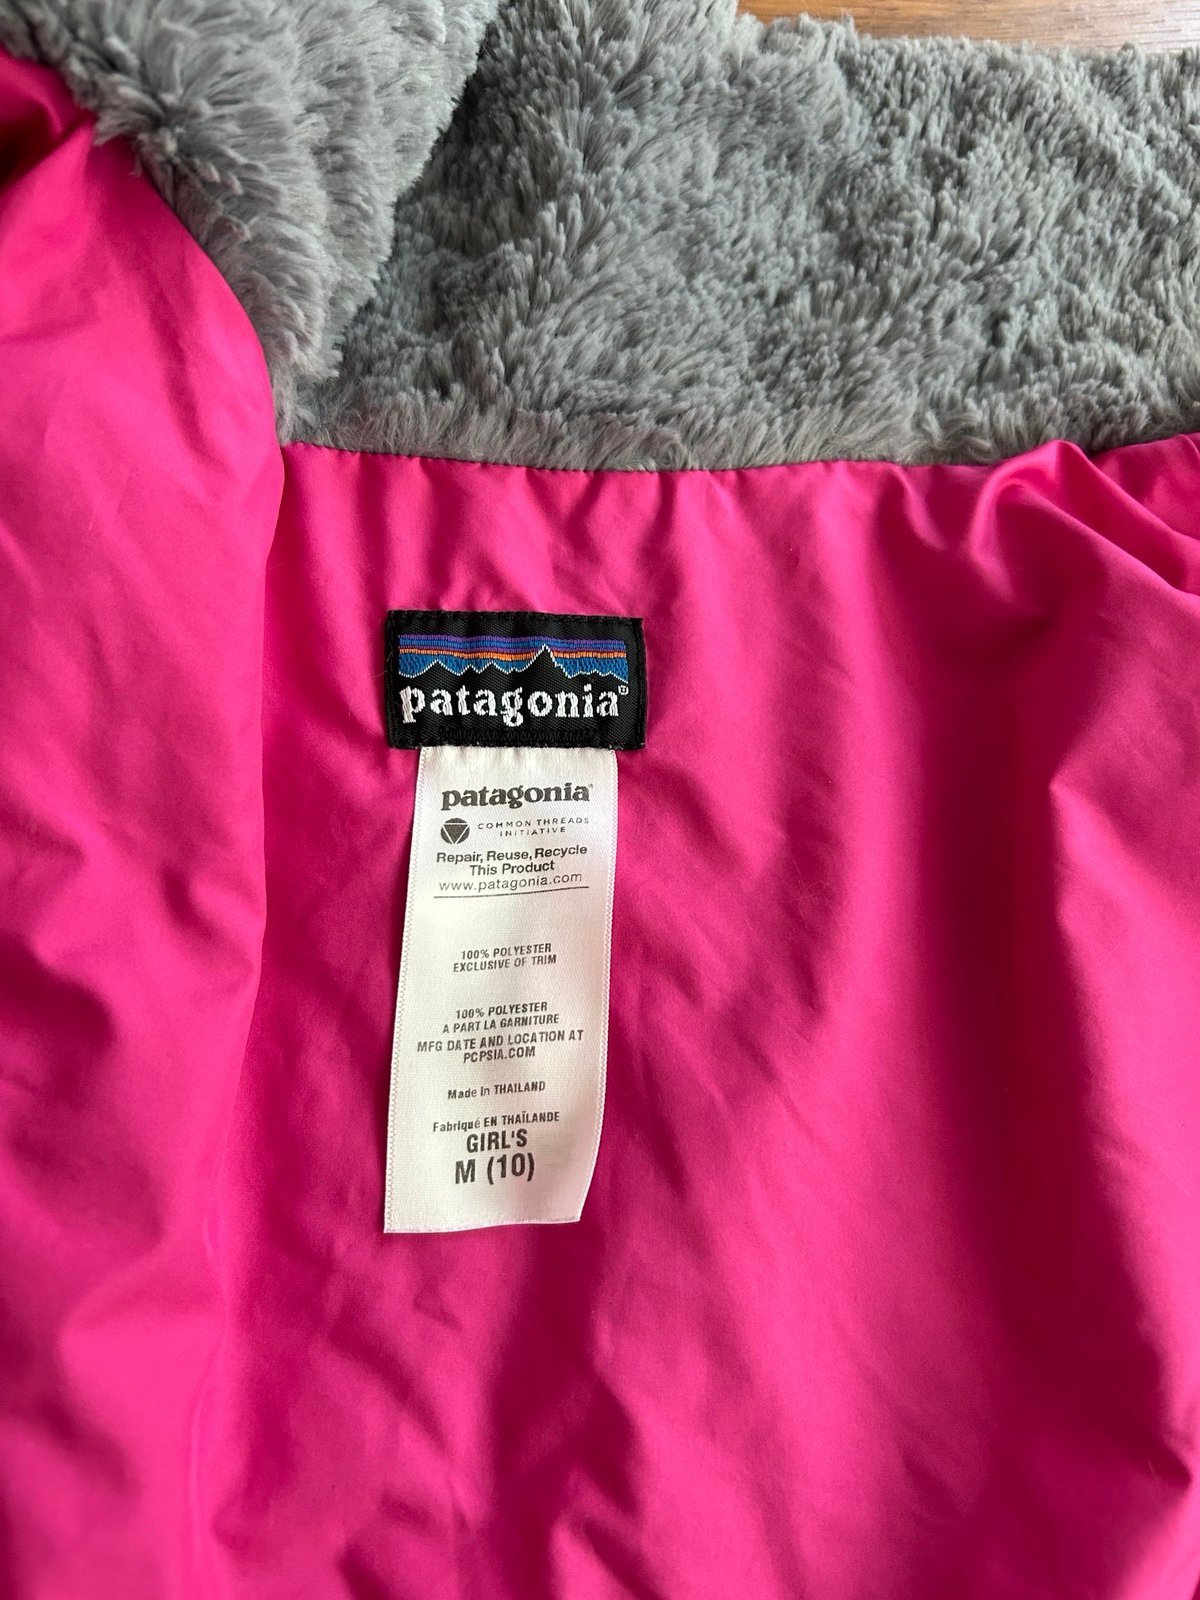 patagonia®
patagonia®
COMMON THREADS
INITIATIVE
Repair, Reuse, Recycle
This Product
www.patagonia.com
100% POLYESTER
EXCLUSIVE OF TRIM
100% POLYESTER
A PART LA GARNITURE
MFG DATE AND LOCATION AT
PCPSIA.COM
Made in THAILAND
Fabriqué EN THAÏLANDE
GIRL'S
M (10)